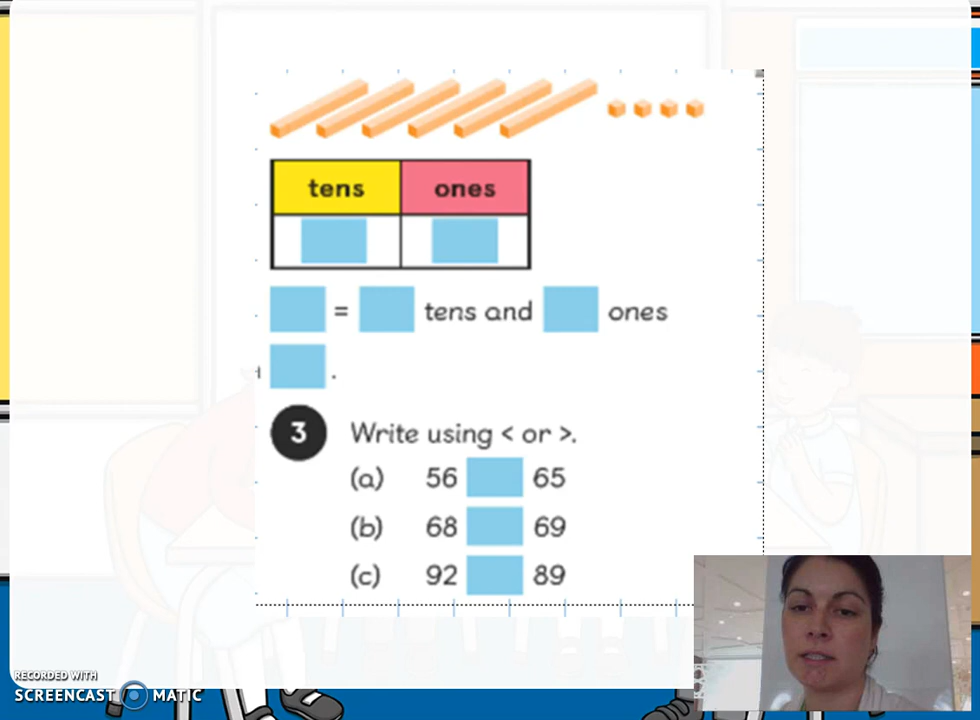 tens ones
= tens and ones
.
3 Write using < or >.
(a) 56 65
(b) 68 69
(c) 92 89
RECORDED WITH
SCREENCAST MATIC